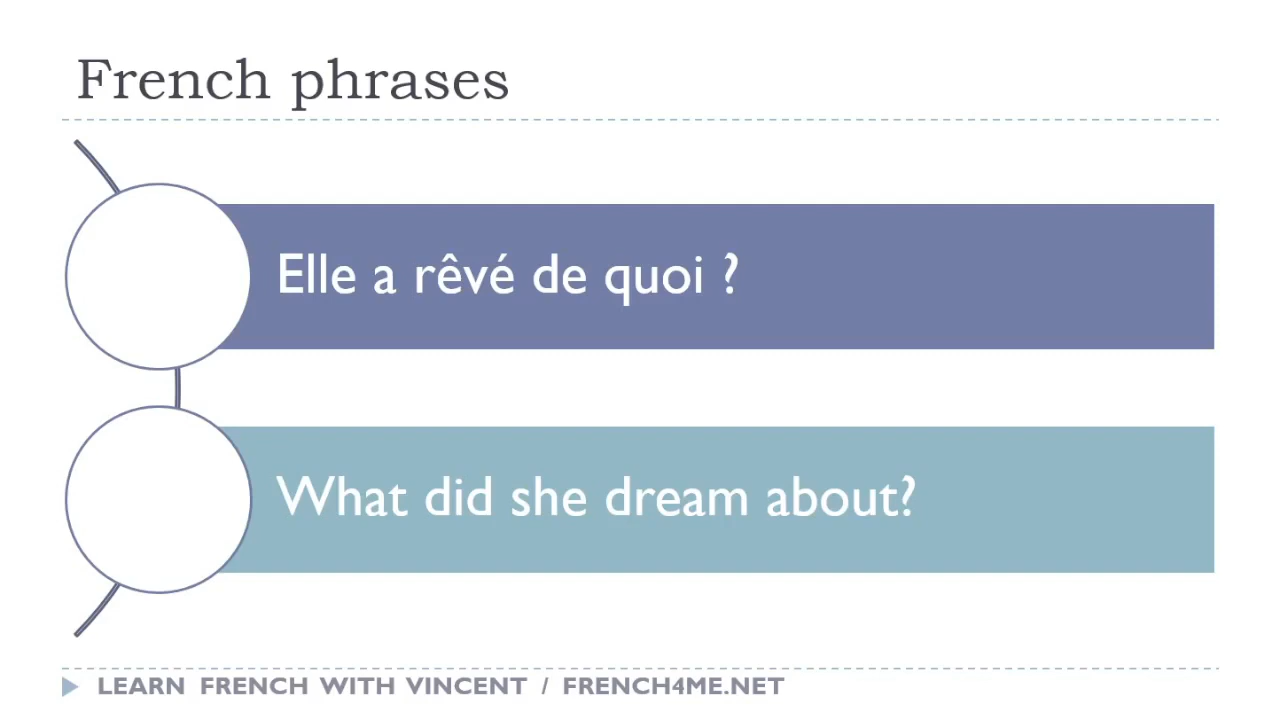 French phrases
Elle a rêvé de quoi ?
What did she dream about?
LEARN FRENCH WITH VINCENT / FRENCH4ME.NET